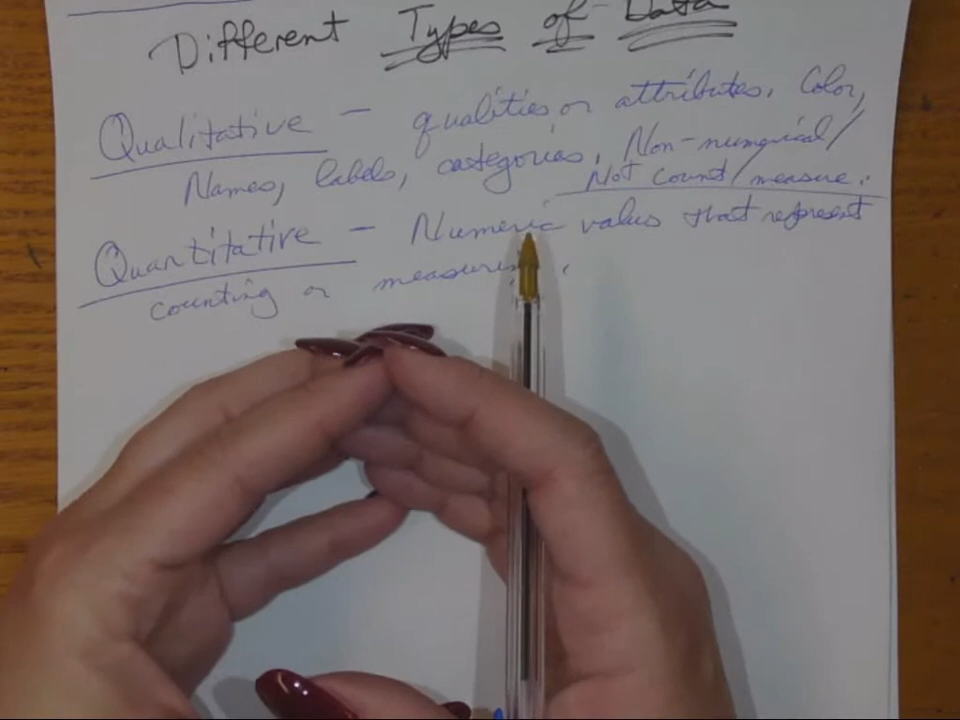 Different Types of Data
Qualitative - qualities or attributes. Color,
Names, labels, categories, Non-numerical/
Not count/measure.
Quantitative - Numeric values that represent
counting or measuring.